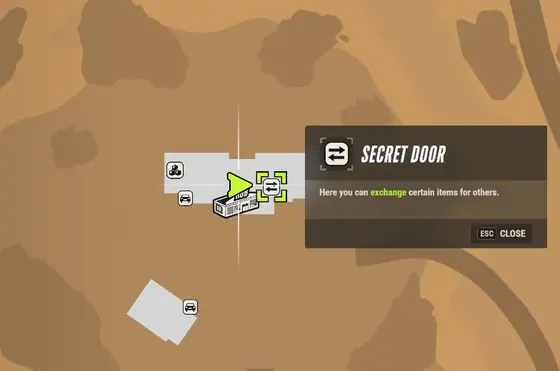 SECRET DOOR
Here you can exchange certain items for others.
ESC CLOSE